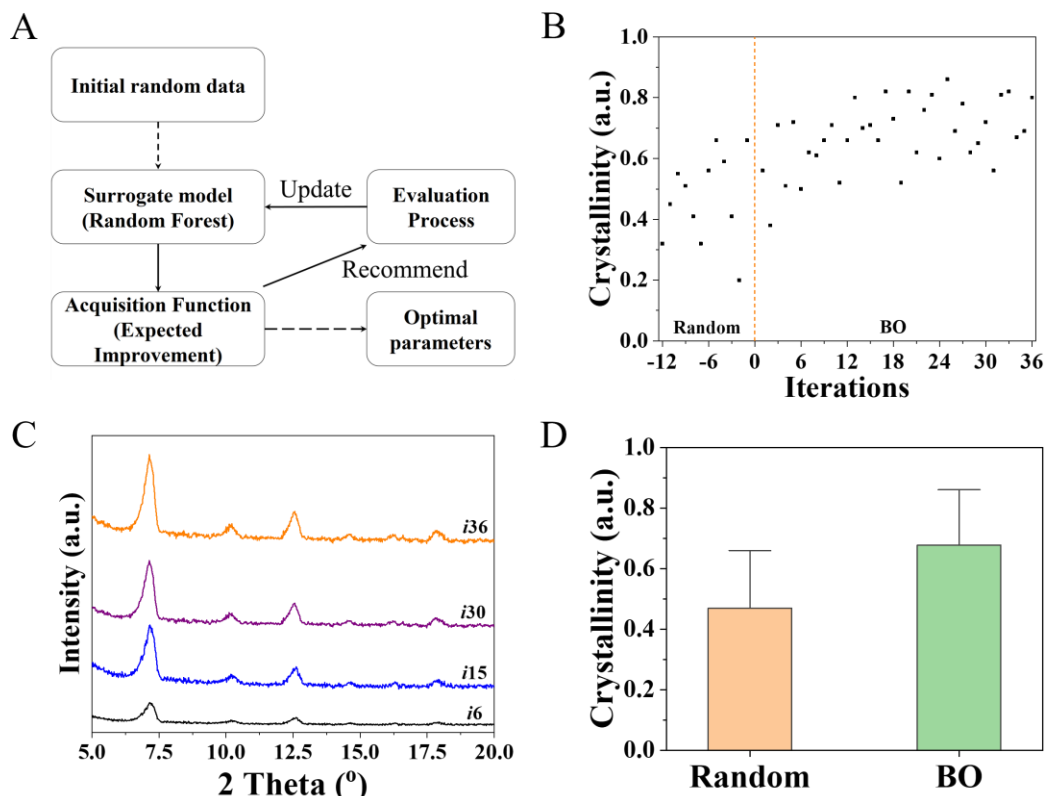 A
Initial random data
Surrogate model
(Random Forest)
Update
Evaluation
Process
Recommend
Acquisition Function
(Expected
Improvement)
Optimal
parameters
B
Crystallinity (a.u.)
1.0
0.8
0.6
0.4
0.2
0.0
Random
BO
-12
-6
0
6
12
18
24
30
36
Iterations
C
Intensity (a.u.)
i36
i30
i15
i6
5.0
7.5
10.0
12.5
15.0
17.5
20.0
2 Theta (º)
D
Crystallinity (a.u.)
1.0
0.8
0.6
0.4
0.2
0.0
Random
BO